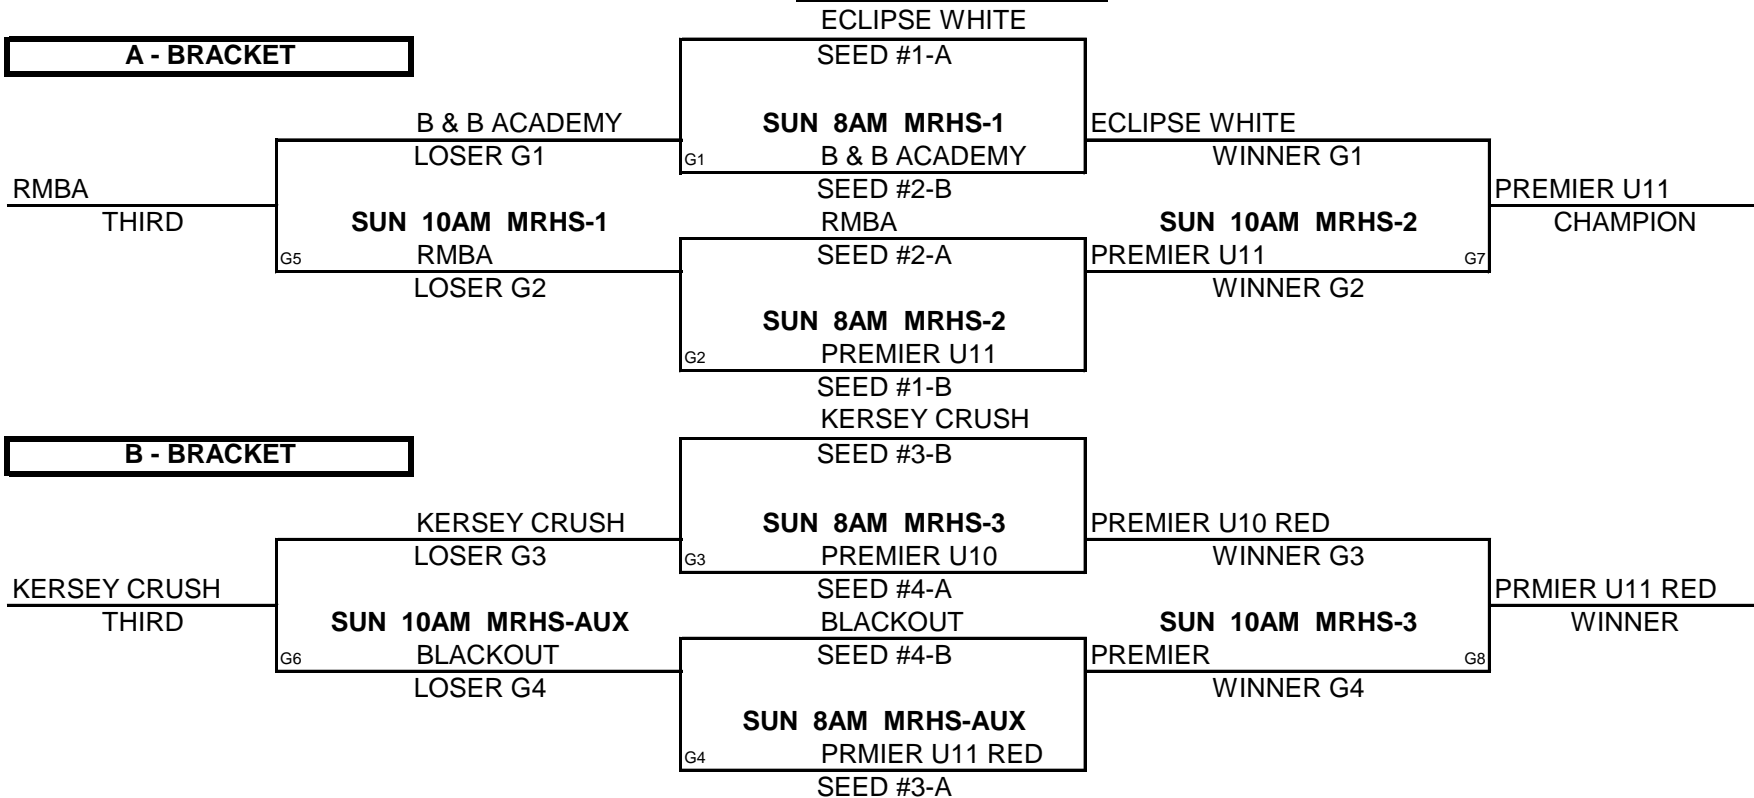 ECLIPSE WHITE
A - BRACKET
SEED #1-A
B & B ACADEMY
SUN 8AM MRHS-1
ECLIPSE WHITE
LOSER G1
G1
B & B ACADEMY
WINNER G1
RMBA
SEED #2-B
PREMIER U11
THIRD
SUN 10AM MRHS-1
RMBA
SUN 10AM MRHS-2
CHAMPION
G5
RMBA
SEED #2-A
PREMIER U11
G7
LOSER G2
WINNER G2
SUN 8AM MRHS-2
G2
PREMIER U11
SEED #1-B
KERSEY CRUSH
B - BRACKET
SEED #3-B
KERSEY CRUSH
SUN 8AM MRHS-3
PREMIER U10 RED
LOSER G3
G3
PREMIER U10
WINNER G3
KERSEY CRUSH
SEED #4-A
PRMIER U11 RED
THIRD
SUN 10AM MRHS-AUX
BLACKOUT
SUN 10AM MRHS-3
WINNER
G6
BLACKOUT
SEED #4-B
PREMIER
G8
LOSER G4
WINNER G4
SUN 8AM MRHS-AUX
G4
PRMIER U11 RED
SEED #3-A